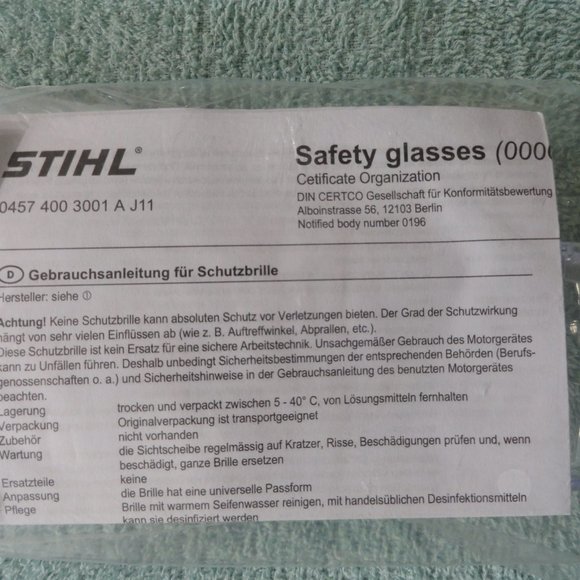 STIHL®
Safety glasses (000
Cetificate Organization
0457 400 3001 A J11
DIN CERTCO Gesellschaft für Konformitätsbewertung
Alboinstrasse 56, 12103 Berlin
Notified body number 0196
D Gebrauchsanleitung für Schutzbrille
Hersteller: siehe ①
Achtung! Keine Schutzbrille kann absoluten Schutz vor Verletzungen bieten. Der Grad der Schutzwirkung
hängt von sehr vielen Einflüssen ab (wie z. B. Auftreffwinkel, Abprallen, etc.).
Diese Schutzbrille ist kein Ersatz für eine sichere Arbeitstechnik. Unsachgemäßer Gebrauch des Motorgerätes
kann zu Unfällen führen. Deshalb unbedingt Sicherheitsbestimmungen der entsprechenden Behörden (Berufs-
genossenschaften o. a.) und Sicherheitshinweise in der Gebrauchsanleitung des benutzten Motorgerätes
beachten.
Lagerung trocken und verpackt zwischen 5 - 40° C, von Lösungsmitteln fernhalten
Verpackung Originalverpackung ist transportgeeignet
Zubehör nicht vorhanden
Wartung die Sichtscheibe regelmässig auf Kratzer, Risse, Beschädigungen prüfen und, wenn
beschädigt, ganze Brille ersetzen
Ersatzteile keine
Anpassung die Brille hat eine universelle Passform
Pflege Brille mit warmem Seifenwasser reinigen, mit handelsüblichen Desinfektionsmitteln
kann sie desinfiziert werden